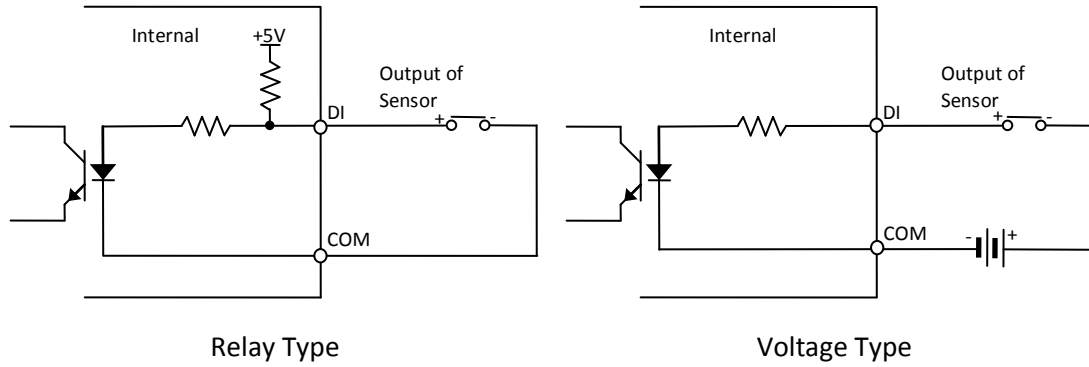 Internal
+5V
Output of
Sensor
DI
+
-
COM
Relay Type
Internal
Output of
Sensor
DI
+
-
COM
-
+
Voltage Type